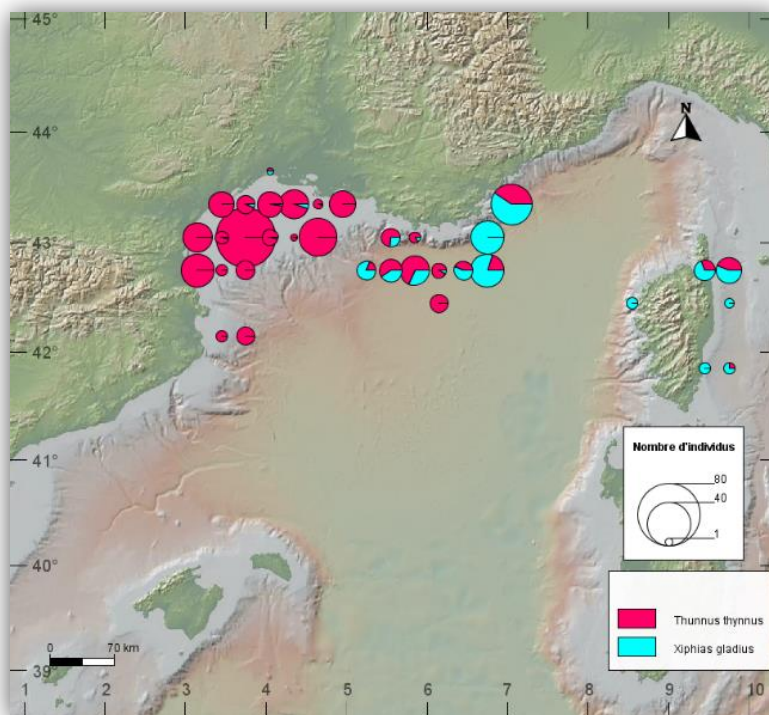 45°
44°
N
43°
42°
41°
Nombre d'individus
80
40
1
40°
Thunnus thynnus
Xiphias gladius
0 70 km
39°
1 2 3 4 5 6 7 8 9 10